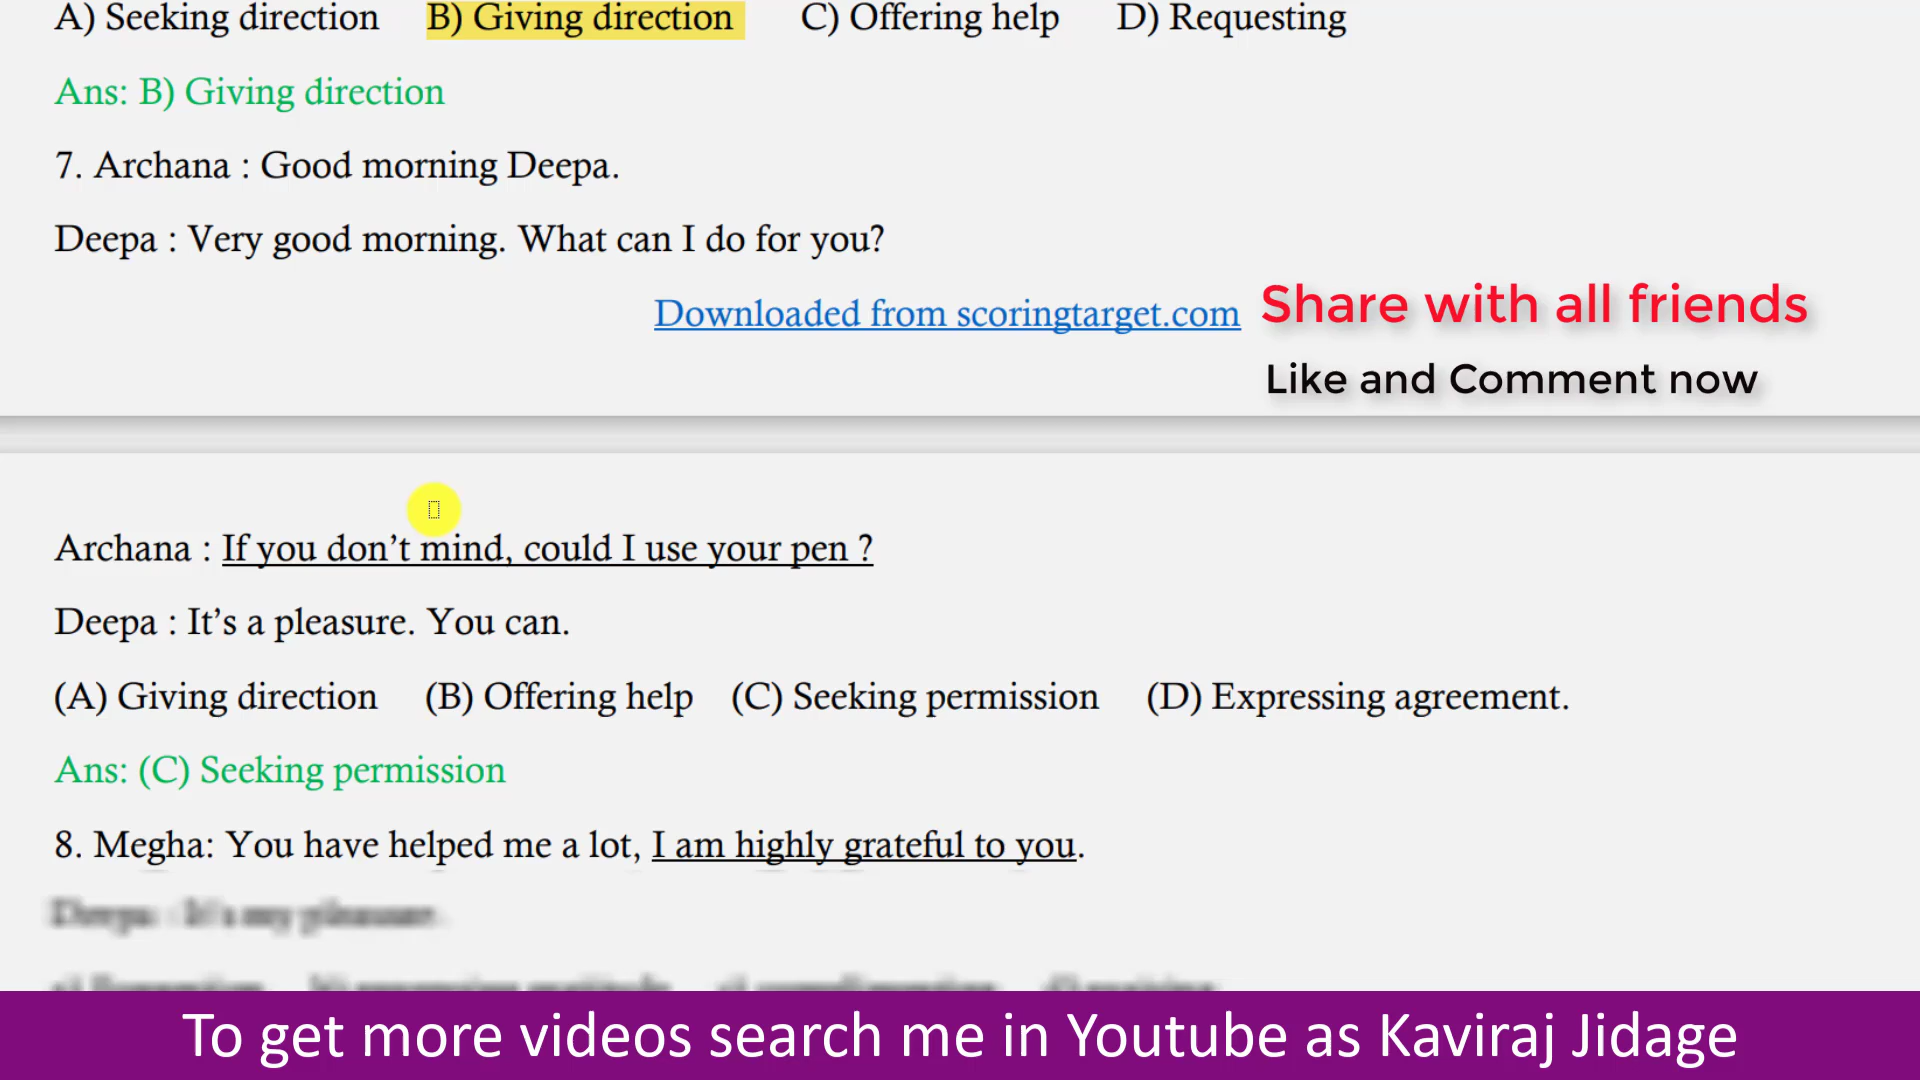 A) Seeking direction B) Giving direction C) Offering help D) Requesting
Ans: B) Giving direction
7. Archana : Good morning Deepa.
Deepa : Very good morning. What can I do for you?
Downloaded from scoringtarget.com
Share with all friends
Like and Comment now
Archana : If you don’t mind, could I use your pen ?
Deepa : It’s a pleasure. You can.
(A) Giving direction (B) Offering help (C) Seeking permission (D) Expressing agreement.
Ans: (C) Seeking permission
8. Megha: You have helped me a lot, I am highly grateful to you.
Deepa : It's my pleasure.
To get more videos search me in Youtube as Kaviraj Jidage